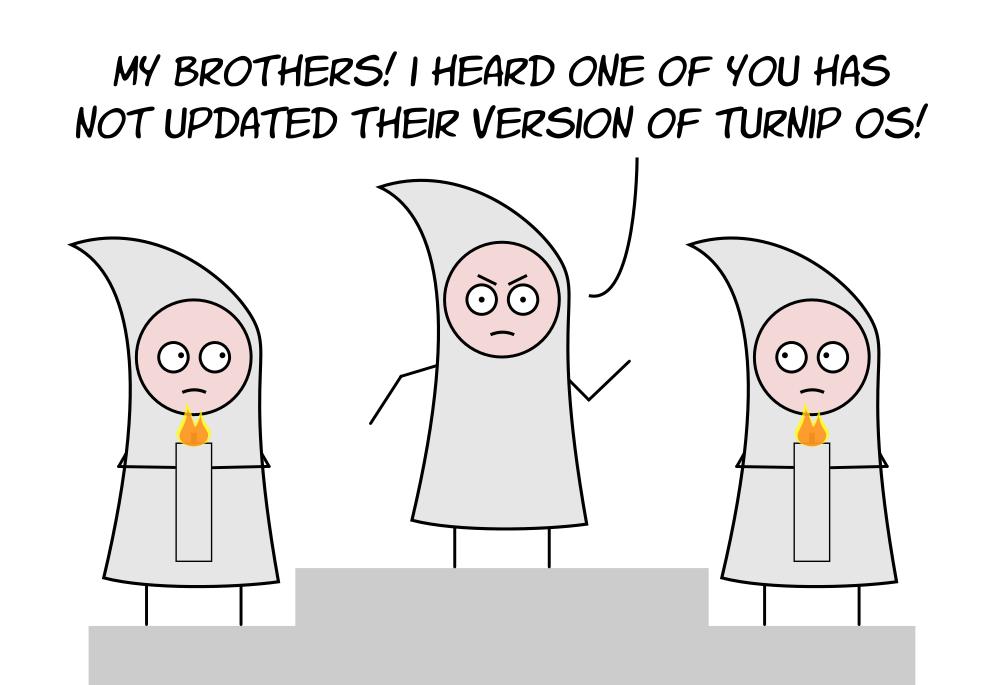 MY BROTHERS! I HEARD ONE OF YOU HAS
NOT UPDATED THEIR VERSION OF TURNIP OS!